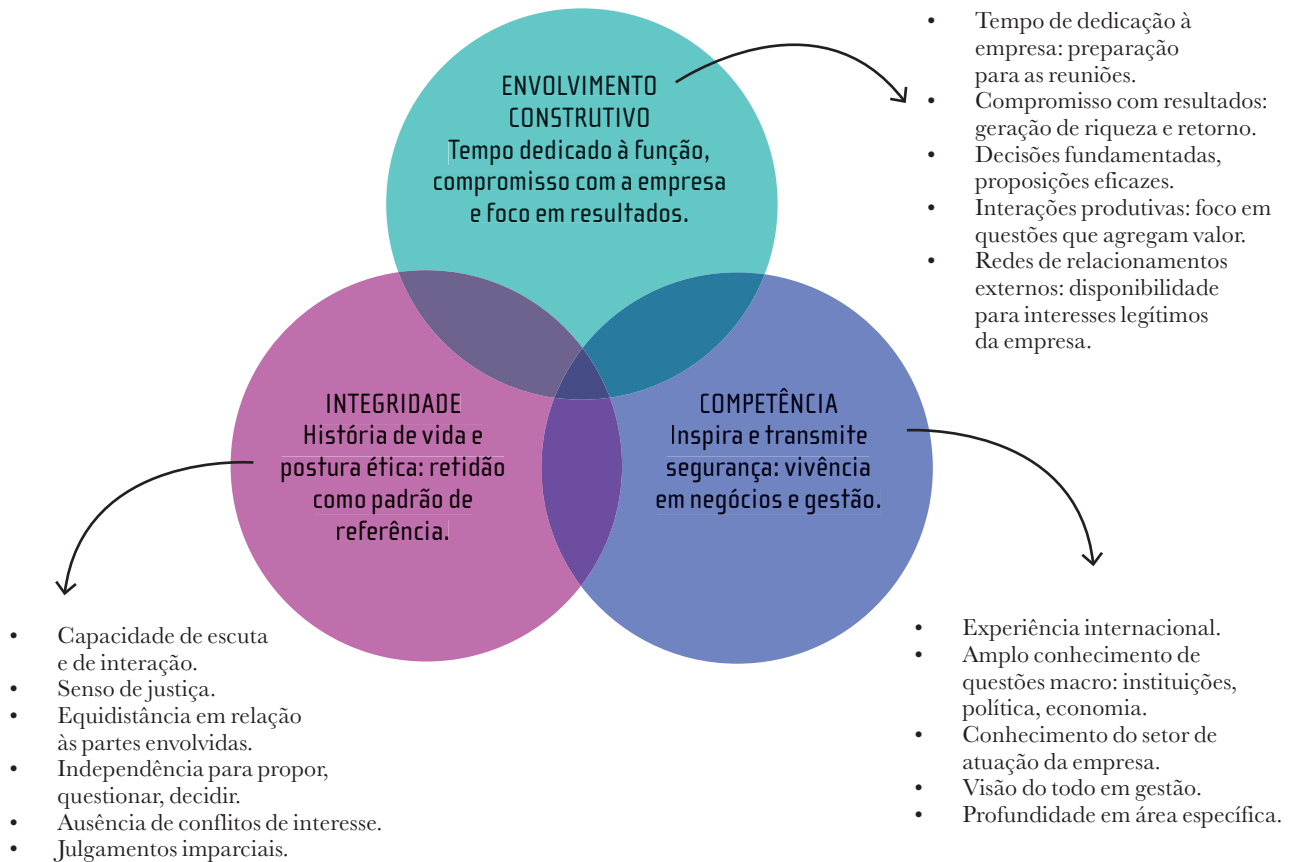 ENVOLVIMENTO
CONSTRUTIVO
Tempo dedicado à função,
compromisso com a empresa
e foco em resultados.
• Tempo de dedicação à
empresa: preparação
para as reuniões.
• Compromisso com resultados:
geração de riqueza e retorno.
• Decisões fundamentadas,
proposições eficazes.
• Interações produtivas: foco em
questões que agregam valor.
• Redes de relacionamentos
externos: disponibilidade
para interesses legítimos
da empresa.
INTEGRIDADE
História de vida e
postura ética: retidão
como padrão de
referência.
COMPETÊNCIA
Inspira e transmite
segurança: vivência
em negócios e gestão.
• Capacidade de escuta
e de interação.
• Senso de justiça.
• Equidistância em relação
às partes envolvidas.
• Independência para propor,
questionar, decidir.
• Ausência de conflitos de interesse.
• Julgamentos imparciais.
• Experiência internacional.
• Amplo conhecimento de
questões macro: instituições,
política, economia.
• Conhecimento do setor de
atuação da empresa.
• Visão do todo em gestão.
• Profundidade em área específica.